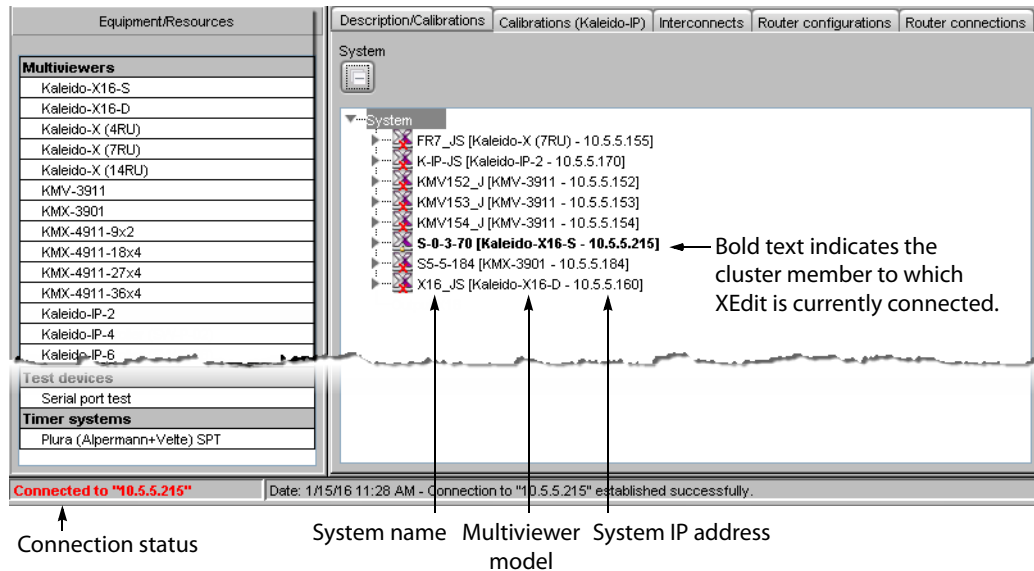 Equipment/Resources
Multiviewers
Kaleido-X16-S
Kaleido-X16-D
Kaleido-X (4RU)
Kaleido-X (7RU)
Kaleido-X (14RU)
KMV-3911
KMX-3901
KMX-4911-9x2
KMX-4911-18x4
KMX-4911-27x4
KMX-4911-36x4
Kaleido-IP-2
Kaleido-IP-4
Kaleido-IP-6
Test devices
Serial port test
Timer systems
Plura (Alpermann+Velte) SPT
Description/Calibrations Calibrations (Kaleido-IP) Interconnects Router configurations Router connections
System
System
FR7_JS [Kaleido-X (7RU) - 10.5.5.155]
K-IP-JS [Kaleido-IP-2 - 10.5.5.170]
KMV152_J [KMV-3911 - 10.5.5.152]
KMV153_J [KMV-3911 - 10.5.5.153]
KMV154_J [KMV-3911 - 10.5.5.154]
S-0-3-70 [Kaleido-X16-S - 10.5.5.215]
S5-5-184 [KMX-3901 - 10.5.5.184]
X16_JS [Kaleido-X16-D - 10.5.5.160]
Bold text indicates the
cluster member to which
XEdit is currently connected.
Connected to "10.5.5.215"
Date: 1/15/16 11:28 AM - Connection to "10.5.5.215" established successfully.
Connection status
System name
Multiviewer
model
System IP address